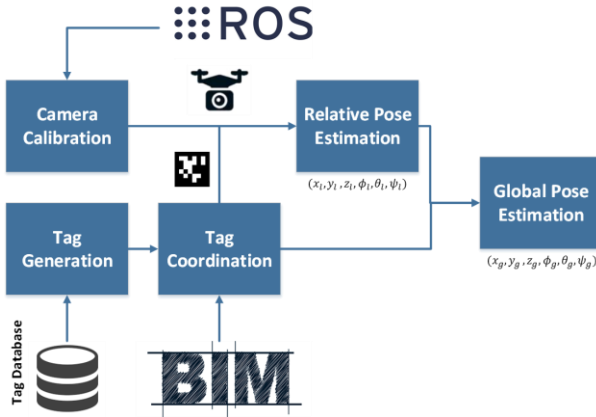 ROS
Camera
Calibration
Relative Pose
Estimation
(x_l, y_l, z_l, ϕ_l, θ_l, ψ_l)
Global Pose
Estimation
(x_g, y_g, z_g, ϕ_g, θ_g, ψ_g)
Tag
Generation
Tag
Coordination
Tag Database
BIM